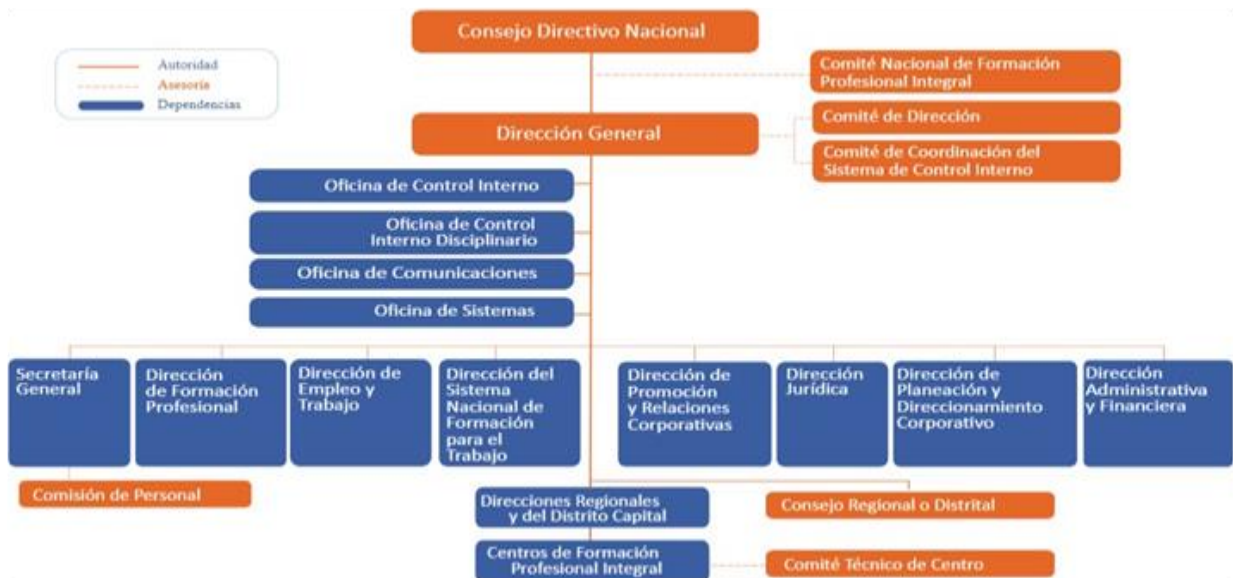 Consejo Directivo Nacional
Autoridad
Asesoría
Dependencias
Comité Nacional de Formación
Profesional Integral
Dirección General
Comité de Dirección
Comité de Coordinación del
Sistema de Control Interno
Oficina de Control Interno
Oficina de Control
Interno Disciplinario
Oficina de Comunicaciones
Oficina de Sistemas
Secretaría
General
Dirección
de Formación
Profesional
Dirección de
Empleo y
Trabajo
Dirección del
Sistema
Nacional de
Formación
para el
Trabajo
Dirección de
Promoción
y Relaciones
Corporativas
Dirección
Jurídica
Dirección de
Planeación y
Direccionamiento
Corporativo
Dirección
Administrativa
y Financiera
Comisión de Personal
Direcciones Regionales
y del Distrito Capital
Consejo Regional o Distrital
Centros de Formación
Profesional Integral
Comité Técnico de Centro